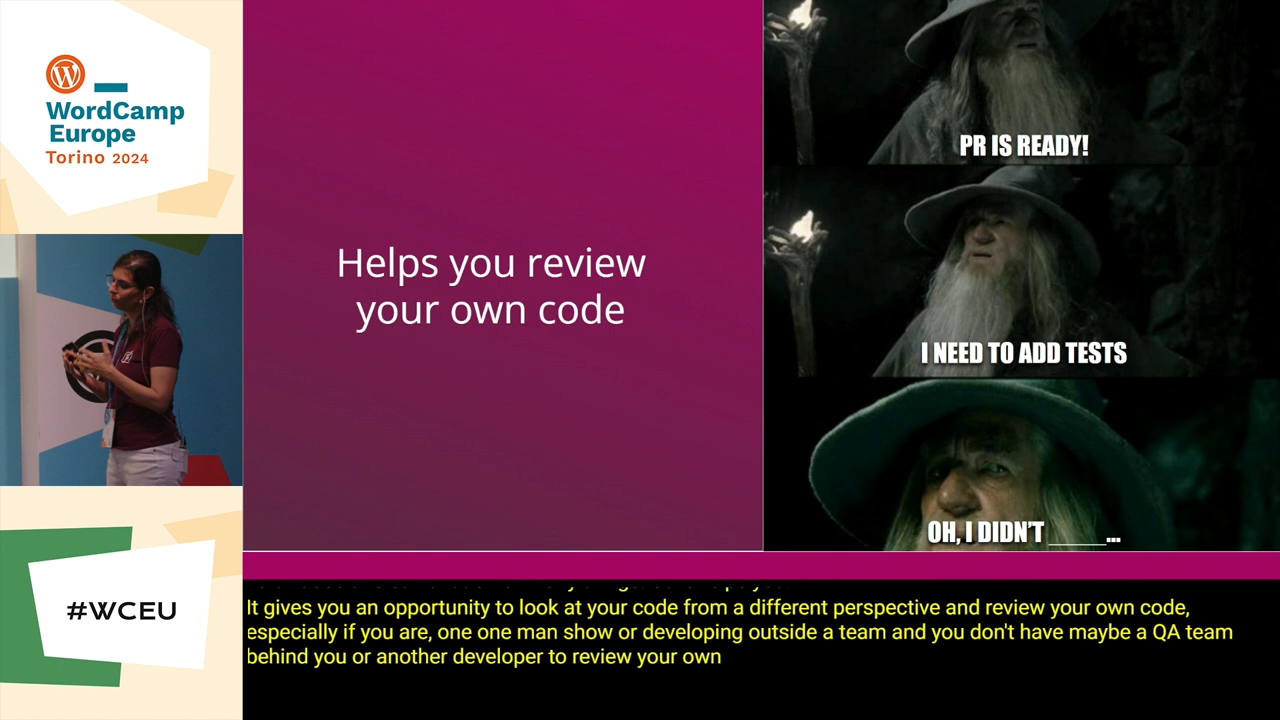 WordCamp
Europe
Torino 2024
Helps you review
your own code
PR IS READY!
I NEED TO ADD TESTS
OH, I DIDN'T _____...
#WCEU
It gives you an opportunity to look at your code from a different perspective and review your own code,
especially if you are, one one man show or developing outside a team and you don't have maybe a QA team
behind you or another developer to review your own